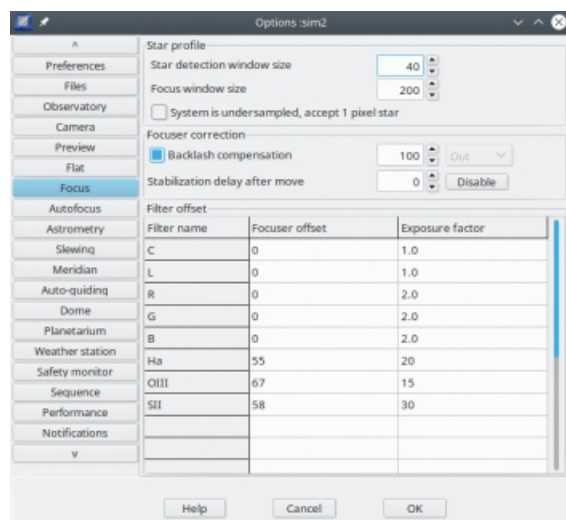 Options :sim2
^
Preferences
Files
Observatory
Camera
Preview
Flat
Focus
Autofocus
Astrometry
Slewing
Meridian
Auto-guiding
Dome
Planetarium
Weather station
Safety monitor
Sequence
Performance
Notifications
v
Star profile
Star detection window size 40
Focus window size 200
System is undersampled, accept 1 pixel star
Focuser correction
Backlash compensation 100 Out
Stabilization delay after move 0 Disable
Filter offset
Filter name Focuser offset Exposure factor
C 0 1.0
L 0 1.0
R 0 2.0
G 0 2.0
B 0 2.0
Ha 55 20
OIII 67 15
SII 58 30
Help Cancel OK